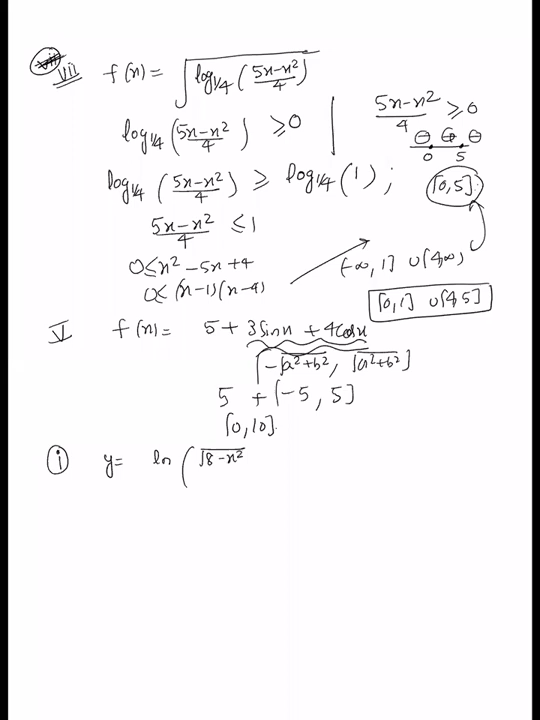 vii f(x) = √(log₁/₄((5x-x²)/4))
log₁/₄((5x-x²)/4) ≥ 0 | (5x-x²)/4 ≥ 0
⊖ ⊕ ⊖
0 5
log₁/₄((5x-x²)/4) ≥ log₁/₄(1) ; [0,5]
(5x-x²)/4 ≤ 1
0 ≤ x² - 5x + 4 (-∞, 1] ∪ [4,∞)
0 ≤ (x-1)(x-4) [0,1] ∪ [4,5]
V f(x) = 5 + 3sinx + 4cosx
[-√(a²+b²), √(a²+b²)]
5 + [-5, 5]
[0,10].
i y = ln(√(8-x²)